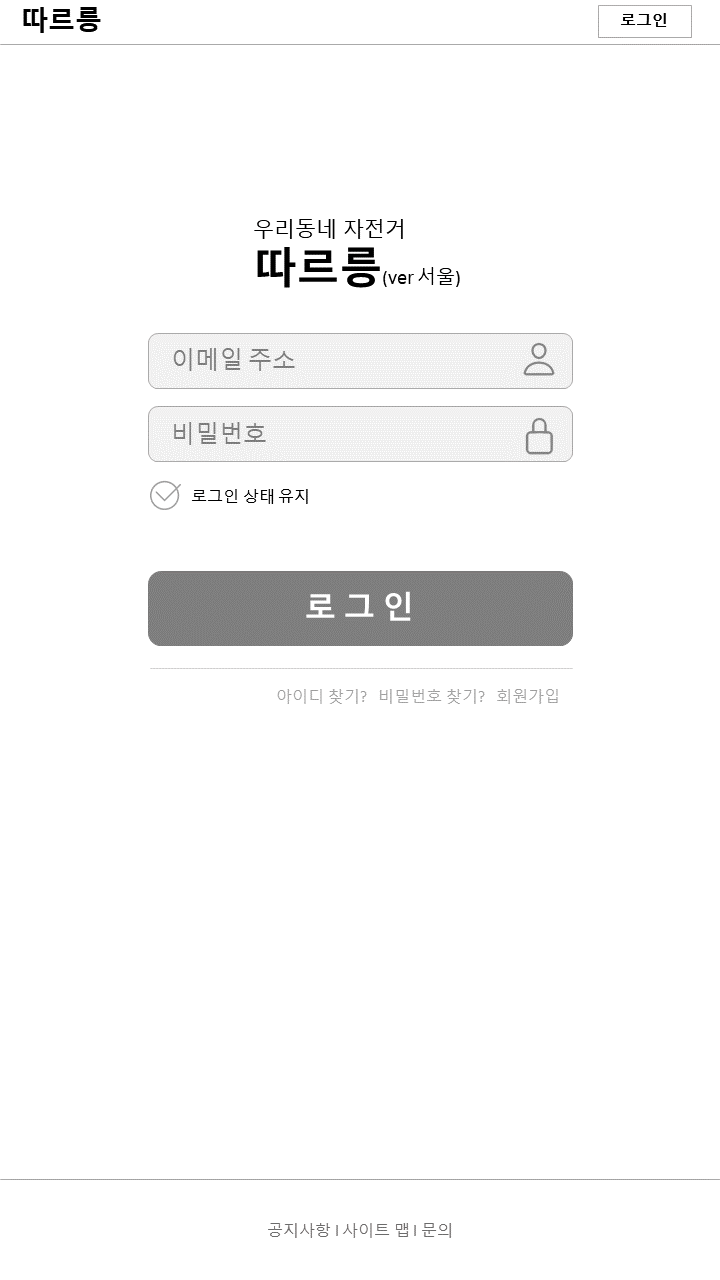 따르릉
로그인
우리동네 자전거
따르릉(ver 서울)
이메일 주소
비밀번호
로그인 상태 유지
로그인
아이디 찾기? 비밀번호 찾기? 회원가입
공지사항 l 사이트 맵 l 문의